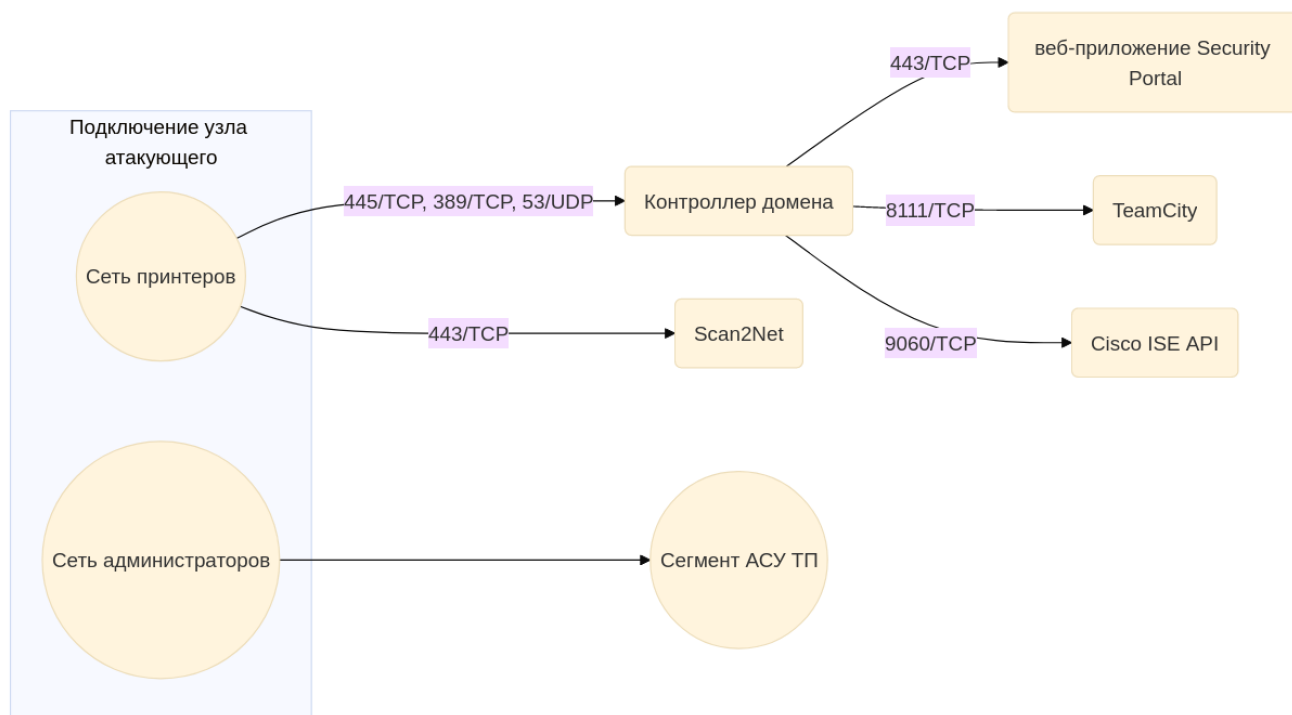 Подключение узла
атакующего
Сеть принтеров
445/TCP, 389/TCP, 53/UDP
Контроллер домена
443/TCP
веб-приложение Security
Portal
8111/TCP
TeamCity
9060/TCP
Cisco ISE API
443/TCP
Scan2Net
Сеть администраторов
Сегмент АСУ ТП